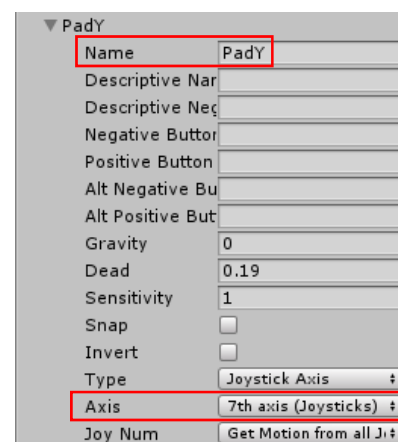 PadY
Name PadY
Descriptive Nar
Descriptive Neg
Negative Buttor
Positive Button
Alt Negative Bu
Alt Positive But
Gravity 0
Dead 0.19
Sensitivity 1
Snap
Invert
Type Joystick Axis
Axis 7th axis (Joysticks)
Joy Num Get Motion from all Jo